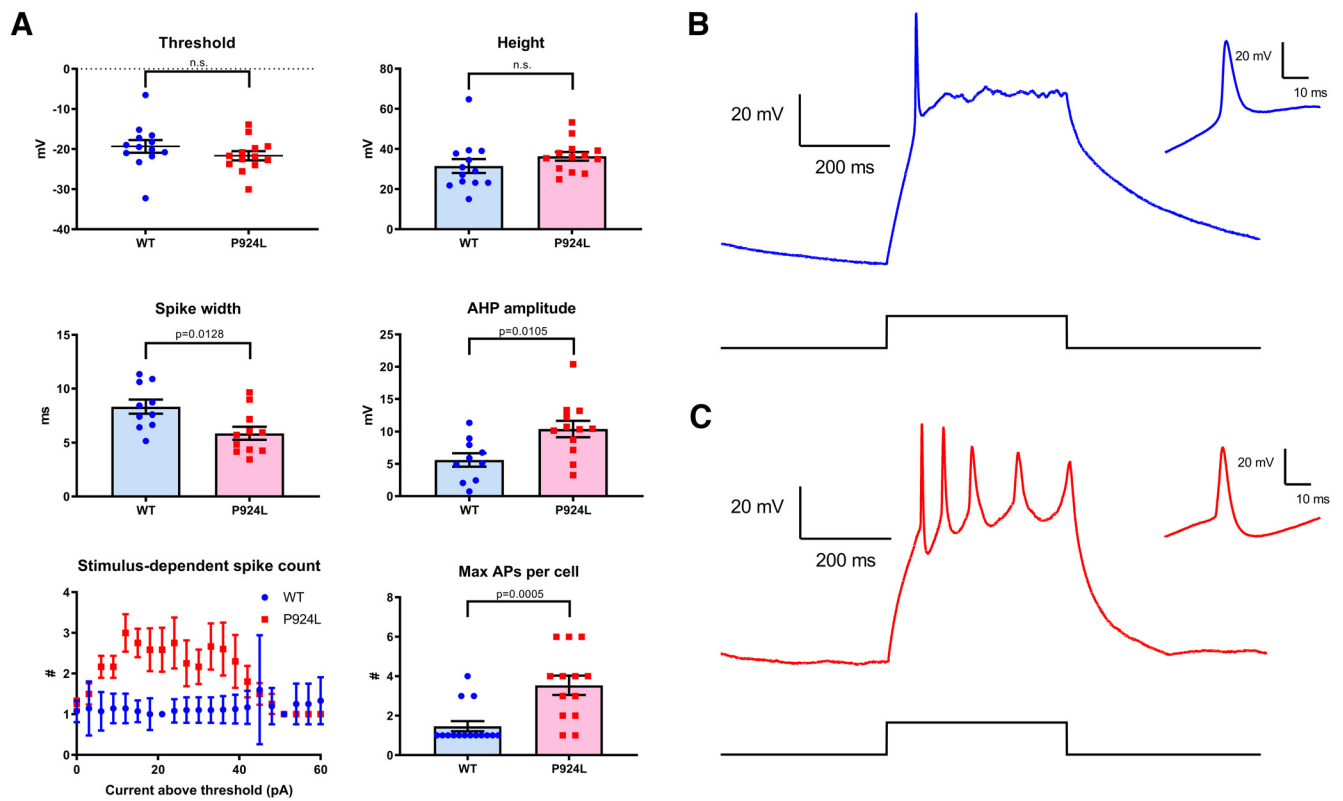 A
Threshold
n.s.
0
-10
-20
-30
-40
mV
WT
P924L
Height
n.s.
80
60
40
20
0
mV
WT
P924L
Spike width
p=0.0128
15
10
5
0
ms
WT
P924L
AHP amplitude
p=0.0105
25
20
15
10
5
0
mV
WT
P924L
Stimulus-dependent spike count
WT
P924L
4
3
2
1
0
#
0
20
40
60
Current above threshold (pA)
Max APs per cell
p=0.0005
8
6
4
2
0
#
WT
P924L
B
20 mV
200 ms
20 mV
10 ms
C
20 mV
200 ms
20 mV
10 ms